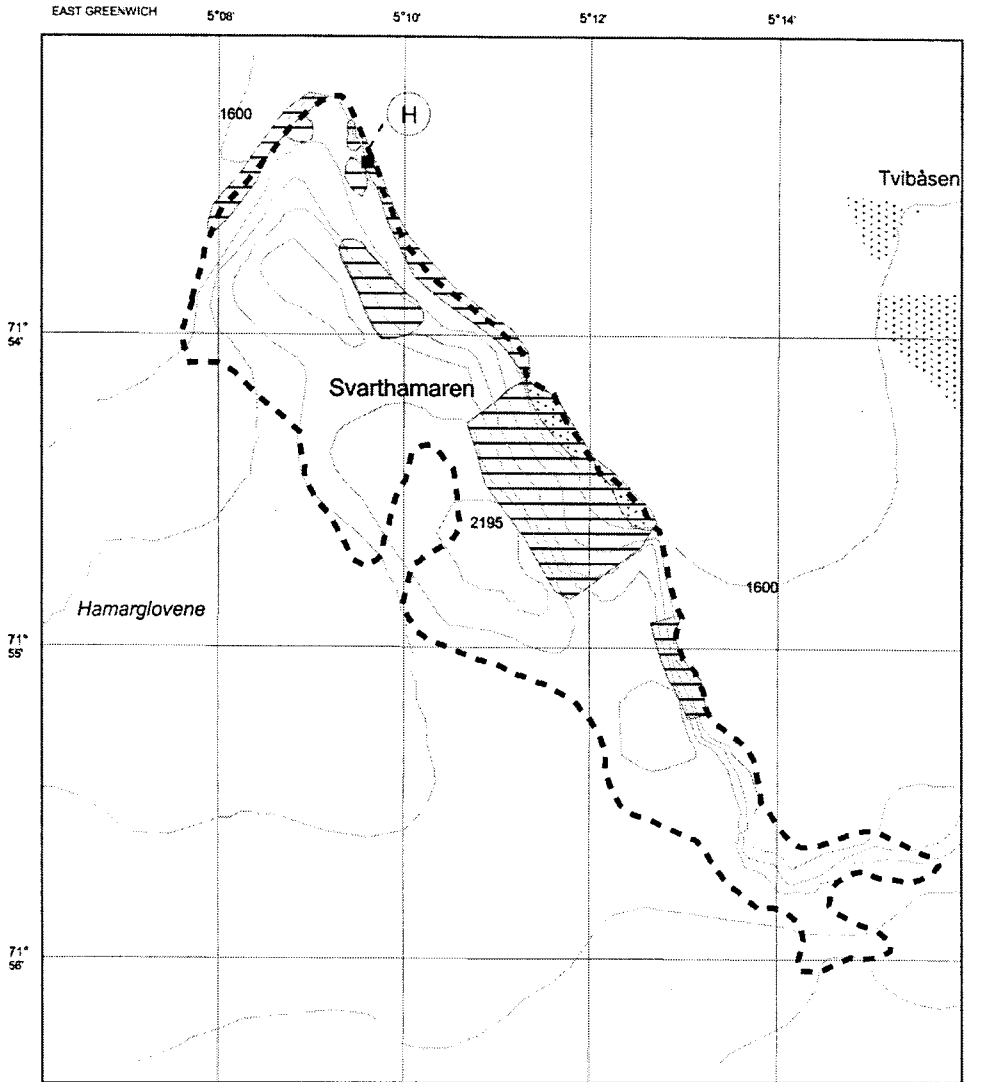 EAST GREENWICH 5°08' 5°10' 5°12' 5°14'
1600
H
Tvibåsen
71°
54'
Svarthamaren
2195
1600
Hamarglovene
71°
55'
71°
56'